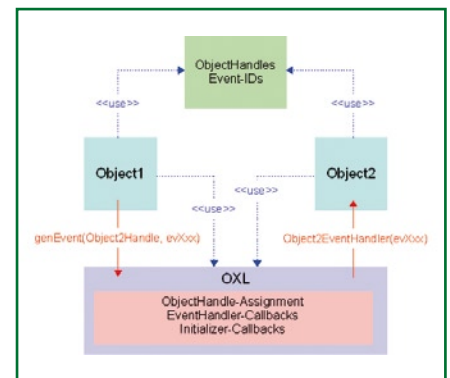 ObjectHandles
Event-IDs
<<use>>
<<use>>
Object1
Object2
<<use>>
<<use>>
genEvent(Object2Handle, evXxx)
Object2EventHandler(evXxx)
OXL
ObjectHandle-Assignment
EventHandler-Callbacks
Initializer-Callbacks